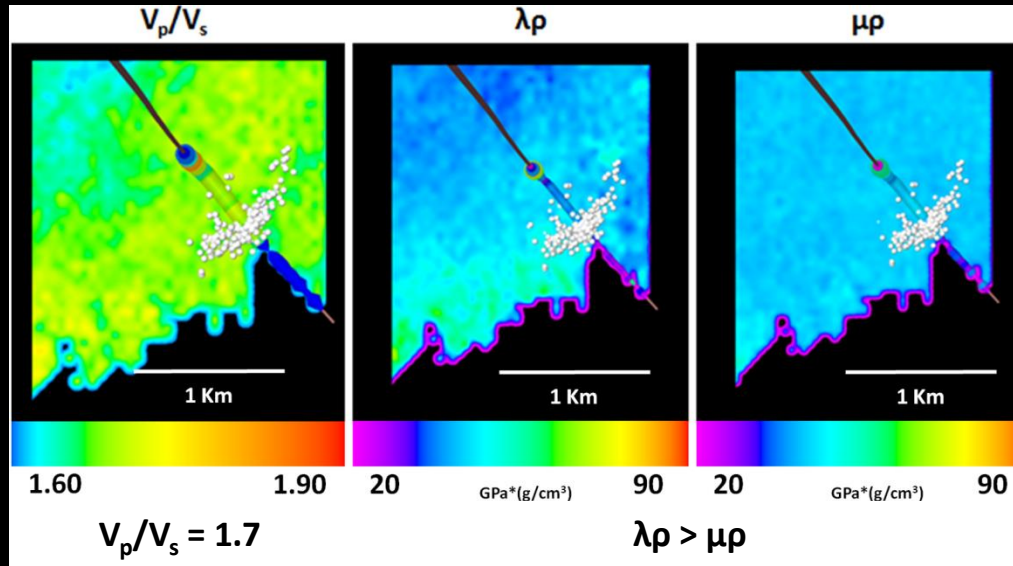 Vp/Vs
λρ
μρ
1 Km
1 Km
1 Km
1.60
1.90
20
GPa*(g/cm³)
90
20
GPa*(g/cm³)
90
Vp/Vs = 1.7
λρ > μρ